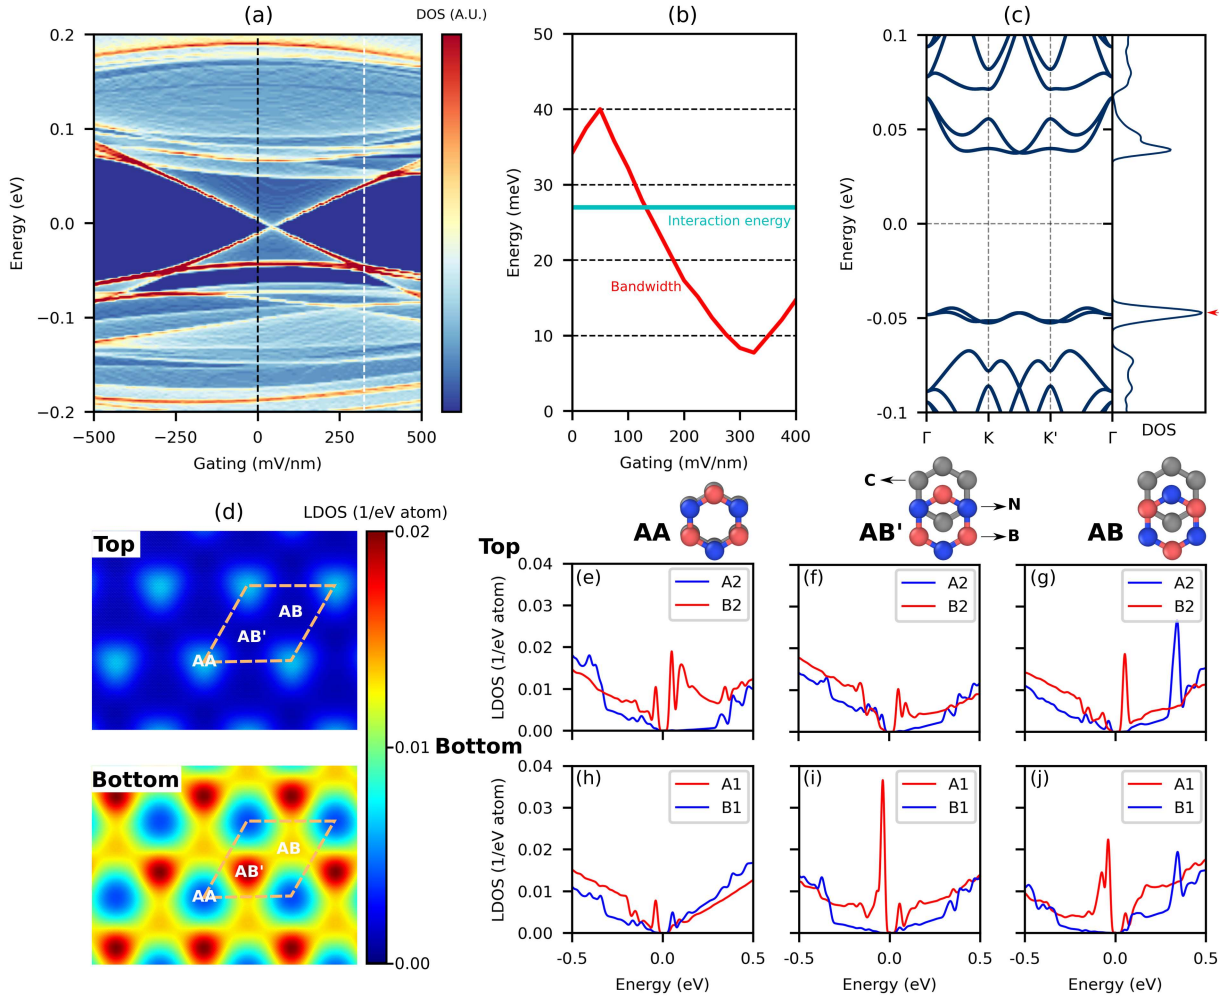 (a)
DOS (A.U.)
0.2
0.1
0.0
−0.1
−0.2
Energy (eV)
−500
−250
0
250
500
Gating (mV/nm)
(b)
50
40
30
20
10
0
Energy (meV)
Interaction energy
Bandwidth
0
100
200
300
400
Gating (mV/nm)
(c)
0.1
0.05
0.0
-0.05
-0.1
Energy (eV)
Γ
K
K'
Γ
DOS
(d)
LDOS (1/eV atom)
0.02
0.01
0.00
Top
AB
AB'
AA
Bottom
AB
AB'
AA
AA
C
N
AB'
B
AB
Top
(e)
A2
B2
0.04
0.03
0.02
0.01
0.00
LDOS (1/eV atom)
(f)
A2
B2
(g)
A2
B2
Bottom
(h)
A1
B1
0.04
0.03
0.02
0.01
0.00
LDOS (1/eV atom)
-0.5
0.0
0.5
Energy (eV)
(i)
A1
B1
-0.5
0.0
0.5
Energy (eV)
(j)
A1
B1
-0.5
0.0
0.5
Energy (eV)